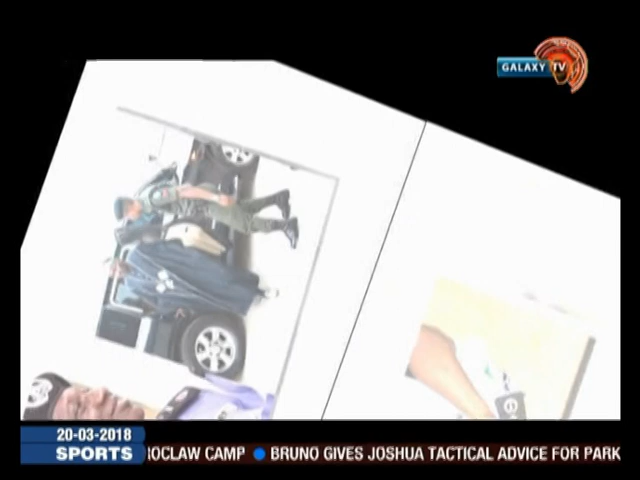 GALAXY TV
20-03-2018
SPORTS
ROCLAW CAMP • BRUNO GIVES JOSHUA TACTICAL ADVICE FOR PARK